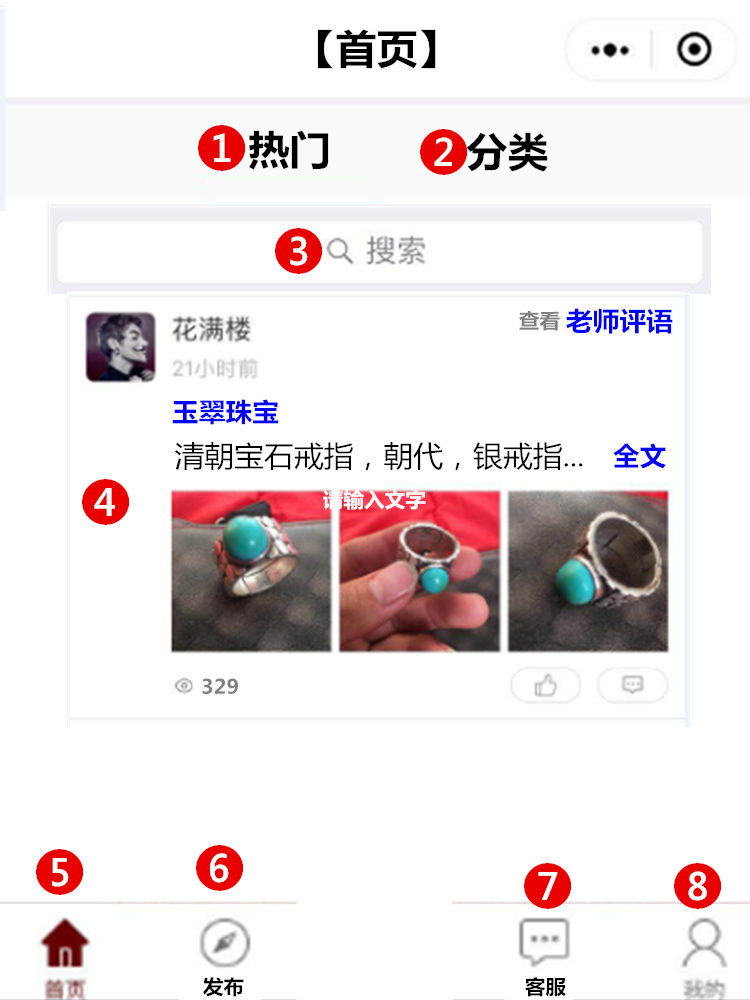 【首页】
1 热门 2 分类
3 搜索
花满楼 查看 老师评语
21小时前
玉翠珠宝
清朝宝石戒指，朝代，银戒指... 全文
4
请输入文字
329
5 6 7 8
首页 发布 客服 我的